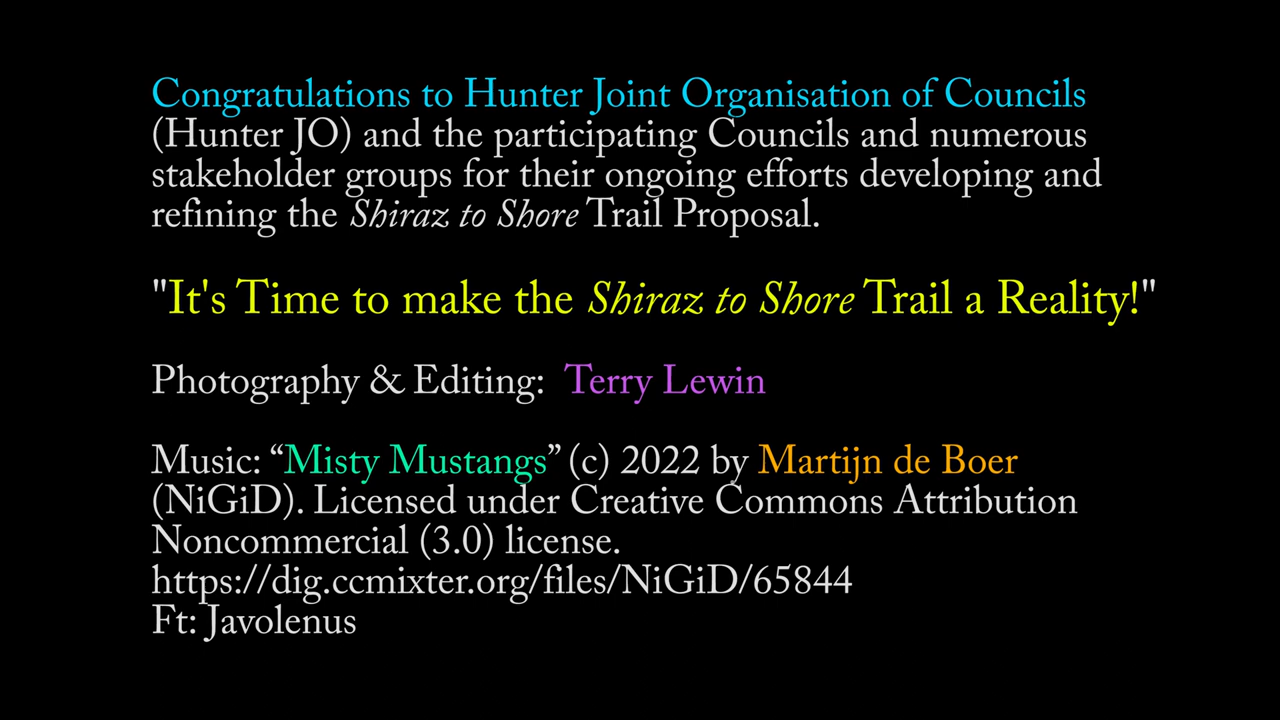 Congratulations to Hunter Joint Organisation of Councils
(Hunter JO) and the participating Councils and numerous
stakeholder groups for their ongoing efforts developing and
refining the Shiraz to Shore Trail Proposal.
"It's Time to make the Shiraz to Shore Trail a Reality!"
Photography & Editing: Terry Lewin
Music: “Misty Mustangs” (c) 2022 by Martijn de Boer
(NiGiD). Licensed under Creative Commons Attribution
Noncommercial (3.0) license.
https://dig.ccmixter.org/files/NiGiD/65844
Ft: Javolenus